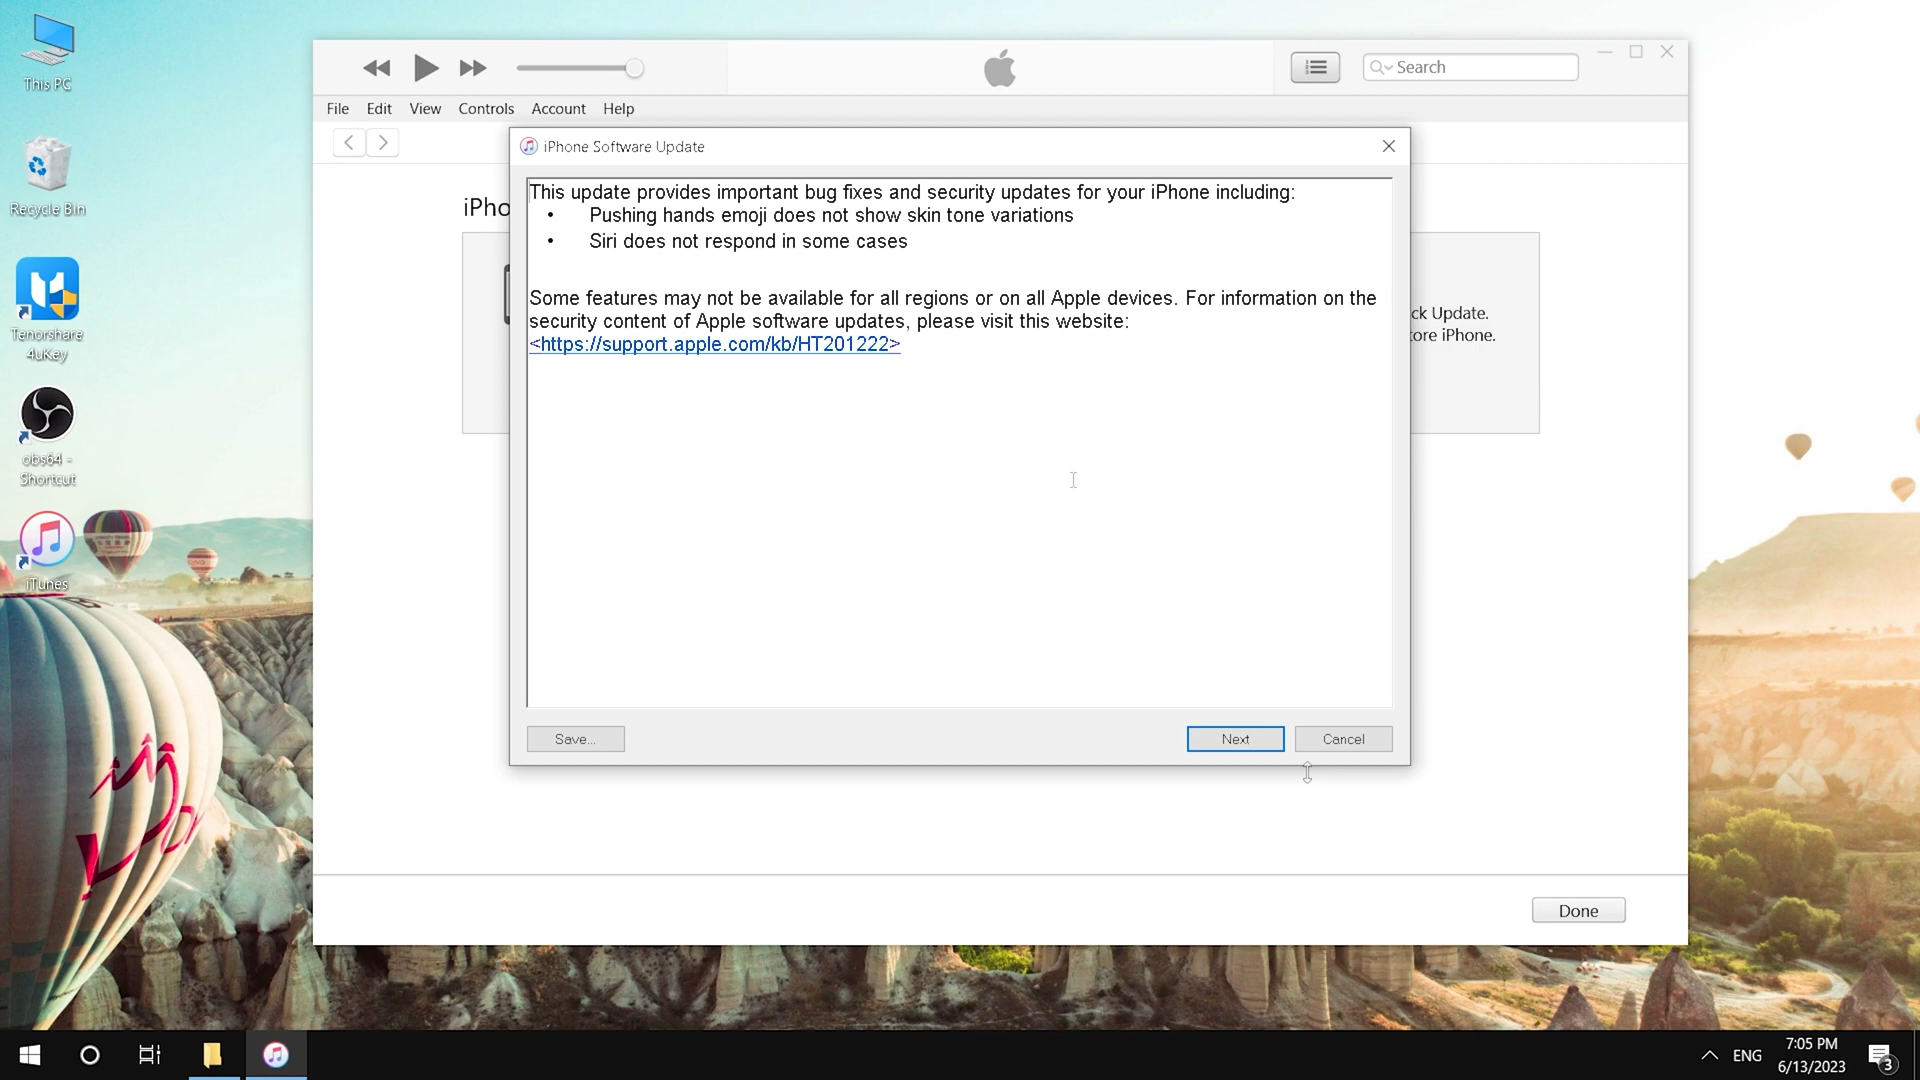 This PC
Recycle Bin
Tenorshare
4uKey
obs64 -
Shortcut
iTunes
Search
File Edit View Controls Account Help
iPhone Software Update
This update provides important bug fixes and security updates for your iPhone including:
• Pushing hands emoji does not show skin tone variations
• Siri does not respond in some cases
Some features may not be available for all regions or on all Apple devices. For information on the
security content of Apple software updates, please visit this website:
<https://support.apple.com/kb/HT201222>
Save...
Next
Cancel
iPho
ck Update.
ore iPhone.
Done
ENG
7:05 PM
6/13/2023
3